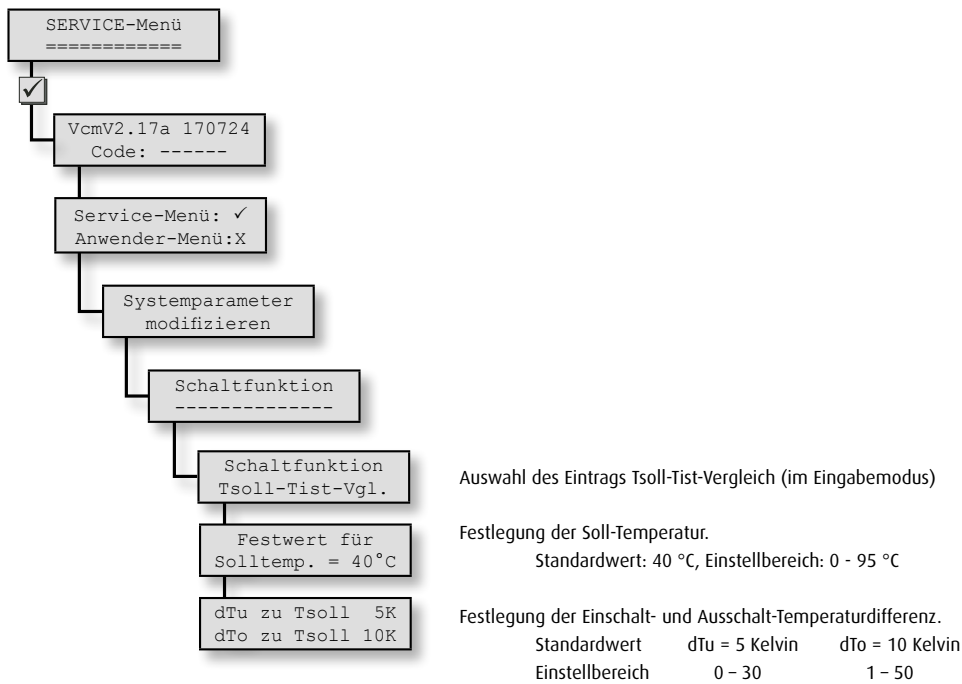 SERVICE-Menü
============
✓
VcmV2.17a 170724
Code: ------
Service-Menü: ✓
Anwender-Menü:X
Systemparameter
modifizieren
Schaltfunktion
--------------
Schaltfunktion
Tsoll-Tist-Vgl.
Auswahl des Eintrags Tsoll-Tist-Vergleich (im Eingabemodus)
Festwert für
Solltemp. = 40°C
Festlegung der Soll-Temperatur.
Standardwert: 40 °C, Einstellbereich: 0 - 95 °C
dTu zu Tsoll 5K
dTo zu Tsoll 10K
Festlegung der Einschalt- und Ausschalt-Temperaturdifferenz.
Standardwert dTu = 5 Kelvin dTo = 10 Kelvin
Einstellbereich 0 – 30 1 – 50